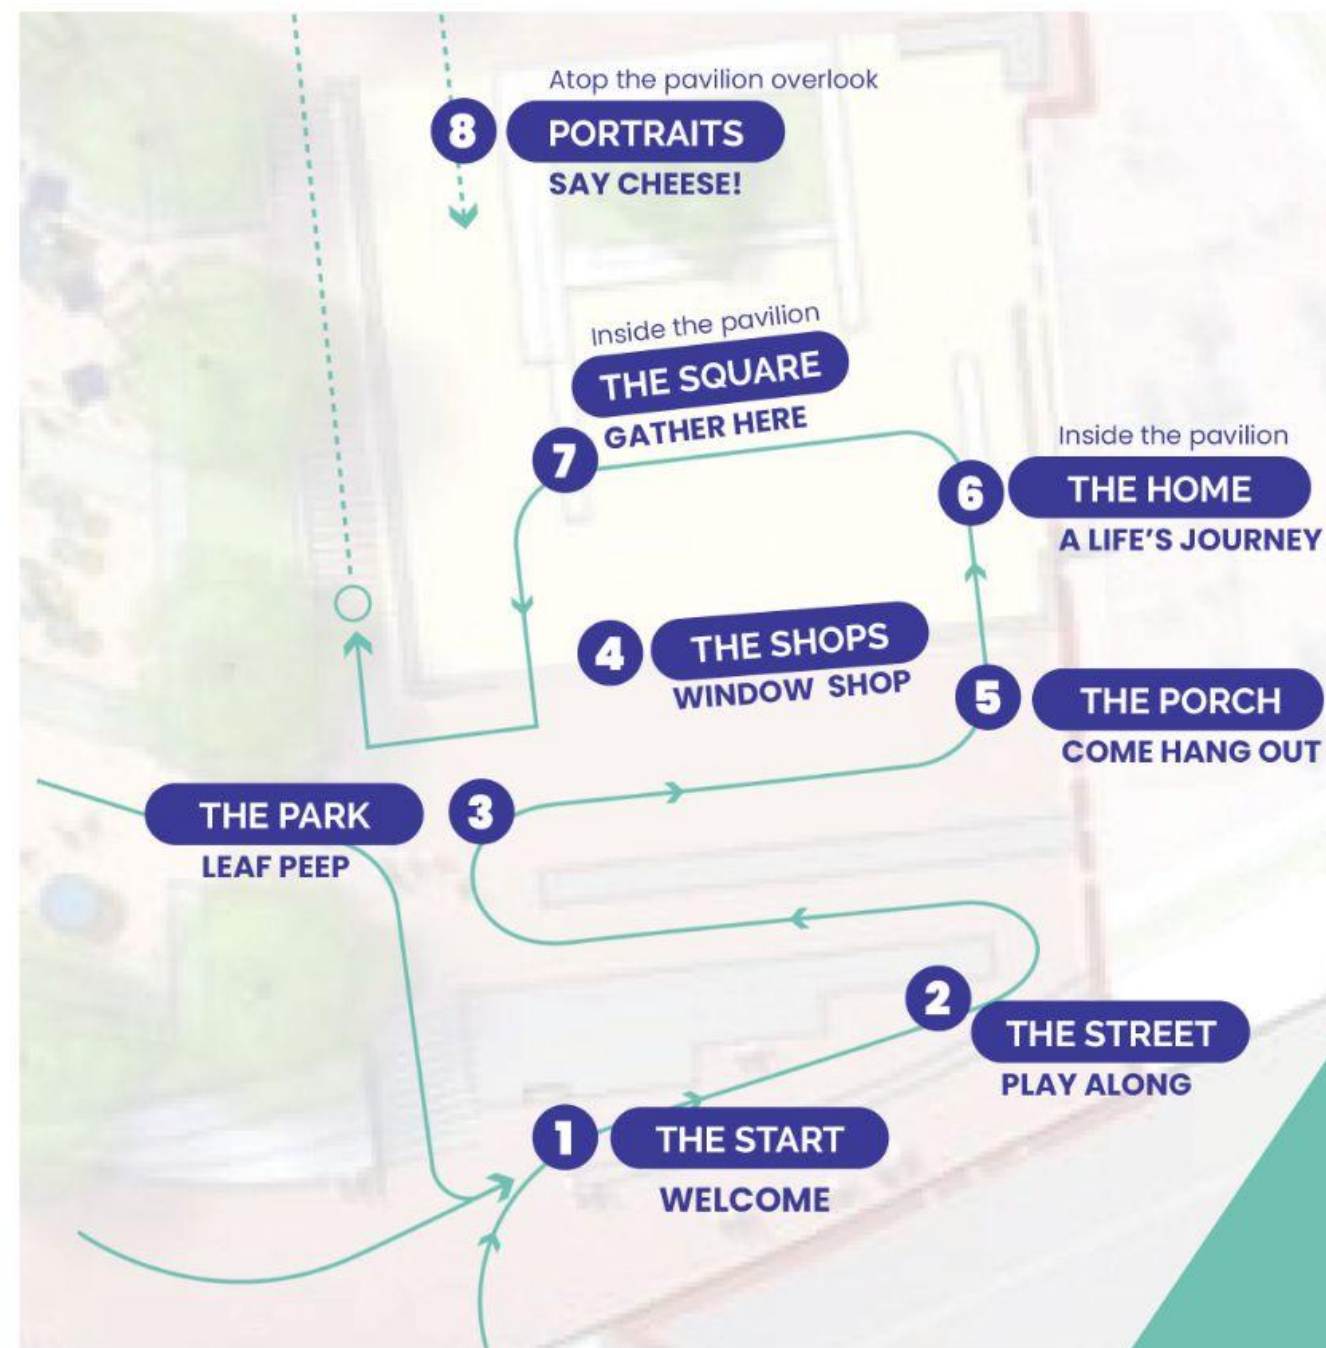 Atop the pavilion overlook
8 PORTRAITS
SAY CHEESE!
Inside the pavilion
THE SQUARE
7 GATHER HERE
Inside the pavilion
6 THE HOME
A LIFE'S JOURNEY
4 THE SHOPS
WINDOW SHOP
5 THE PORCH
COME HANG OUT
THE PARK 3
LEAF PEEP
2
THE STREET
PLAY ALONG
1 THE START
WELCOME